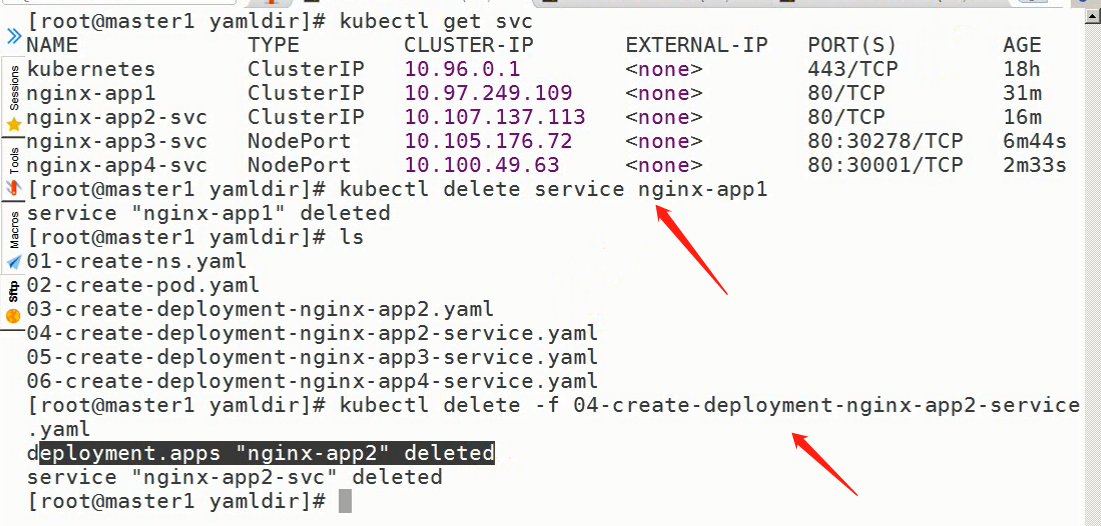 [root@master1 yamldir]# kubectl get svc
NAME TYPE CLUSTER-IP EXTERNAL-IP PORT(S) AGE
kubernetes ClusterIP 10.96.0.1 <none> 443/TCP 18h
nginx-app1 ClusterIP 10.97.249.109 <none> 80/TCP 31m
nginx-app2-svc ClusterIP 10.107.137.113 <none> 80/TCP 16m
nginx-app3-svc NodePort 10.105.176.72 <none> 80:30278/TCP 6m44s
nginx-app4-svc NodePort 10.100.49.63 <none> 80:30001/TCP 2m33s
[root@master1 yamldir]# kubectl delete service nginx-app1
service "nginx-app1" deleted
[root@master1 yamldir]# ls
01-create-ns.yaml
02-create-pod.yaml
03-create-deployment-nginx-app2.yaml
04-create-deployment-nginx-app2-service.yaml
05-create-deployment-nginx-app3-service.yaml
06-create-deployment-nginx-app4-service.yaml
[root@master1 yamldir]# kubectl delete -f 04-create-deployment-nginx-app2-service
.yaml
deployment.apps "nginx-app2" deleted
service "nginx-app2-svc" deleted
[root@master1 yamldir]#
Sessions
Tools
Macros
Sftp